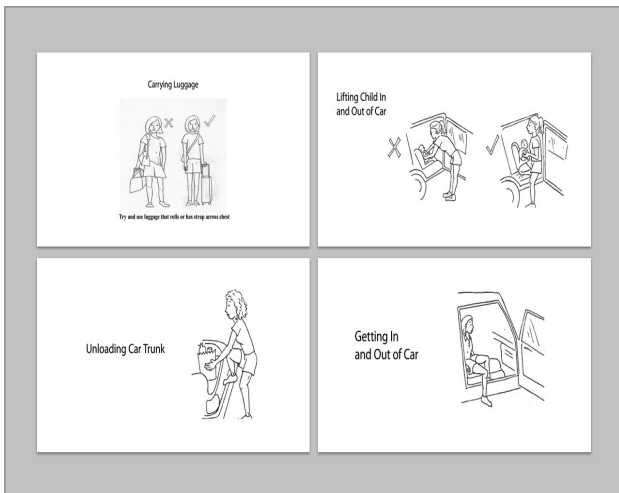 Carrying Luggage
Try and use luggage that rolls or has strap across chest
Lifting Child In
and Out of Car
Unloading Car Trunk
Getting In
and Out of Car